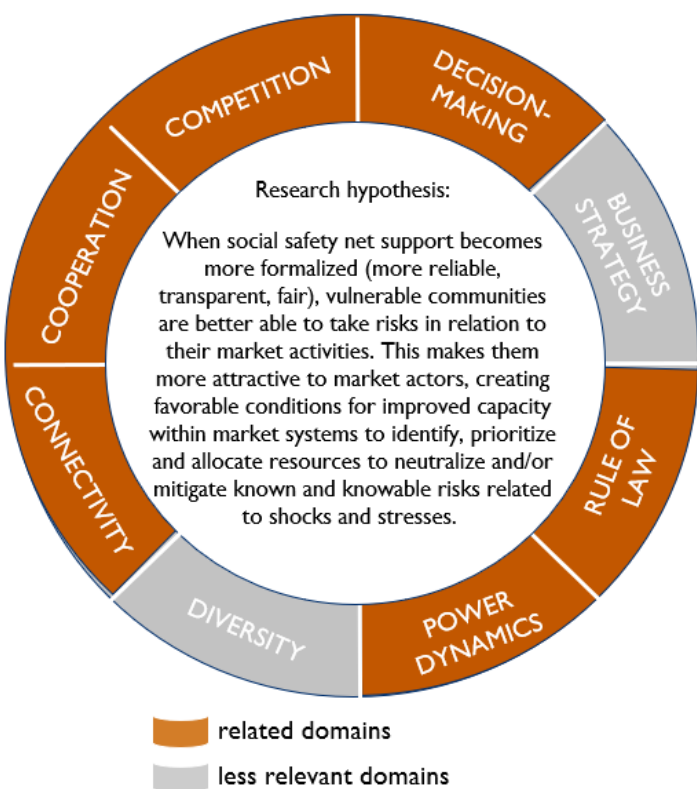 COMPETITION
DECISION-
MAKING
BUSINESS
STRATEGY
RULE OF
LAW
POWER
DYNAMICS
DIVERSITY
CONNECTIVITY
COOPERATION
Research hypothesis:
When social safety net support becomes
more formalized (more reliable,
transparent, fair), vulnerable communities
are better able to take risks in relation to
their market activities. This makes them
more attractive to market actors, creating
favorable conditions for improved capacity
within market systems to identify, prioritize
and allocate resources to neutralize and/or
mitigate known and knowable risks related
to shocks and stresses.
related domains
less relevant domains